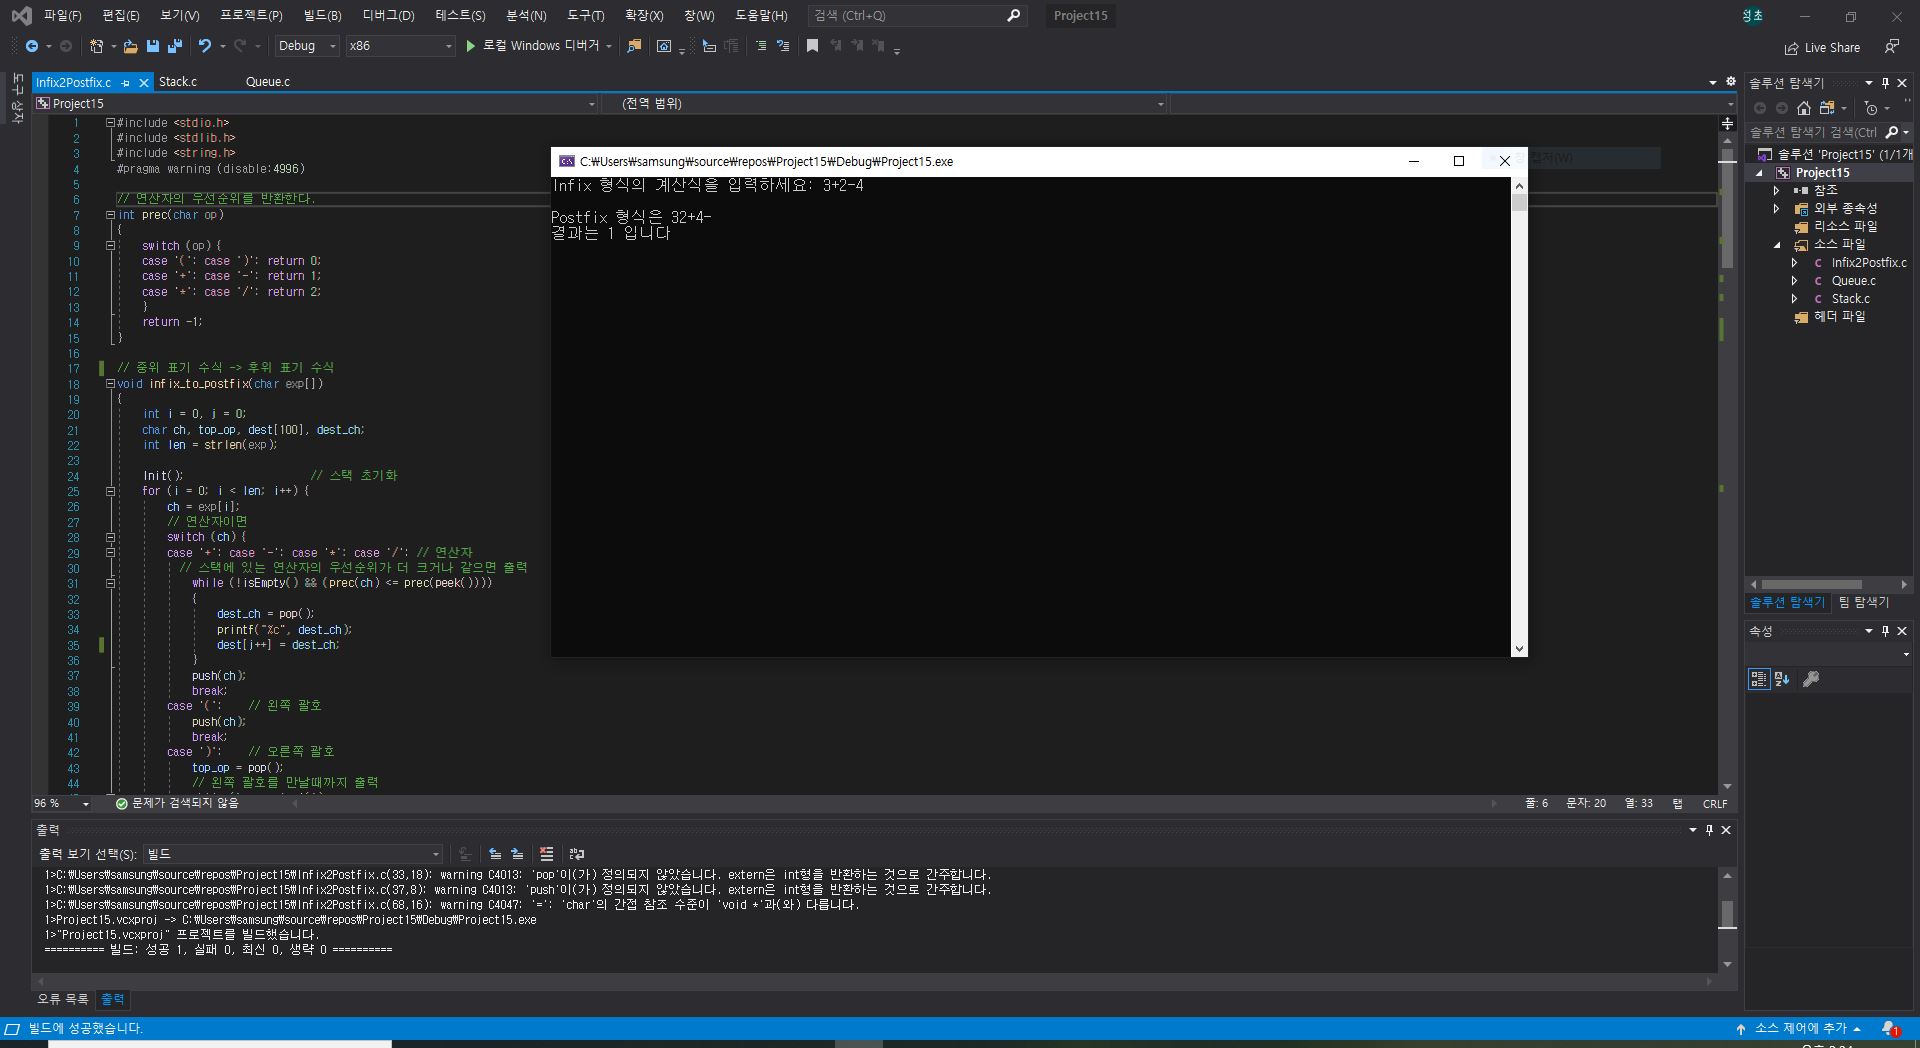 파일(F) 편집(E) 보기(V) 프로젝트(P) 빌드(B) 디버그(D) 테스트(S) 분석(N) 도구(T) 확장(X) 창(W) 도움말(H) 검색 (Ctrl+Q) Project15 성초
Debug x86 로컬 Windows 디버거 Live Share
도구 상자
Infix2Postfix.c Stack.c Queue.c
Project15 (전역 범위)
1 #include <stdio.h>
2 #include <stdlib.h>
3 #include <string.h>
4 #pragma warning (disable:4996)
5
6 // 연산자의 우선순위를 반환한다.
7 int prec(char op)
8 {
9 switch (op) {
10 case '(': case ')': return 0;
11 case '+': case '-': return 1;
12 case '*': case '/': return 2;
13 }
14 return -1;
15 }
16
17 // 중위 표기 수식 -> 후위 표기 수식
18 void infix_to_postfix(char exp[])
19 {
20 int i = 0, j = 0;
21 char ch, top_op, dest[100], dest_ch;
22 int len = strlen(exp);
23
24 Init(); // 스택 초기화
25 for (i = 0; i < len; i++) {
26 ch = exp[i];
27 // 연산자이면
28 switch (ch) {
29 case '+': case '-': case '*': case '/': // 연산자
30 // 스택에 있는 연산자의 우선순위가 더 크거나 같으면 출력
31 while (!isEmpty() && (prec(ch) <= prec(peek())))
32 {
33 dest_ch = pop();
34 printf("%c", dest_ch);
35 dest[j++] = dest_ch;
36 }
37 push(ch);
38 break;
39 case '(': // 왼쪽 괄호
40 push(ch);
41 break;
42 case ')': // 오른쪽 괄호
43 top_op = pop();
44 // 왼쪽 괄호를 만날때까지 출력
C:₩Users₩samsung₩source₩repos₩Project15₩Debug₩Project15.exe
Infix 형식의 계산식을 입력하세요: 3+2-4
Postfix 형식은 32+4-
결과는 1 입니다
96 % 문제가 검색되지 않음 줄: 6 문자: 20 열: 33 탭 CRLF
출력
출력 보기 선택(S): 빌드
1>C:₩Users₩samsung₩source₩repos₩Project15₩Infix2Postfix.c(33,18): warning C4013: 'pop'이(가) 정의되지 않았습니다. extern은 int형을 반환하는 것으로 간주합니다.
1>C:₩Users₩samsung₩source₩repos₩Project15₩Infix2Postfix.c(37,8): warning C4013: 'push'이(가) 정의되지 않았습니다. extern은 int형을 반환하는 것으로 간주합니다.
1>C:₩Users₩samsung₩source₩repos₩Project15₩Infix2Postfix.c(68,16): warning C4047: '=': 'char'의 간접 참조 수준이 'void *'과(와) 다릅니다.
1>Project15.vcxproj -> C:₩Users₩samsung₩source₩repos₩Project15₩Debug₩Project15.exe
1>"Project15.vcxproj" 프로젝트를 빌드했습니다.
========== 빌드: 성공 1, 실패 0, 최신 0, 생략 0 ==========
오류 목록 출력
빌드에 성공했습니다. 소스 제어에 추가 1
솔루션 탐색기
솔루션 탐색기 검색(Ctrl
솔루션 'Project15' (1/1개
Project15
참조
외부 종속성
리소스 파일
소스 파일
Infix2Postfix.c
Queue.c
Stack.c
헤더 파일
솔루션 탐색기 팀 탐색기
속성